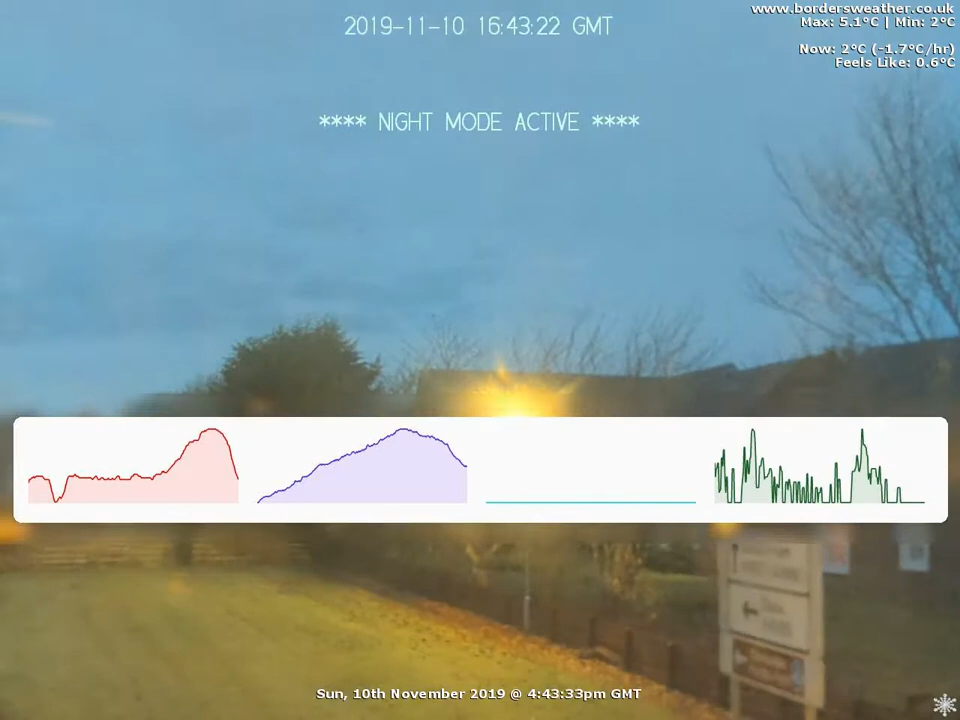 www.bordersweather.co.uk
2019-11-10 16:43:22 GMT
Max: 5.1°C | Min: 2°C
Now: 2°C (-1.7°C/hr)
Feels Like: 0.6°C
**** NIGHT MODE ACTIVE ****
Sun, 10th November 2019 @ 4:43:33pm GMT